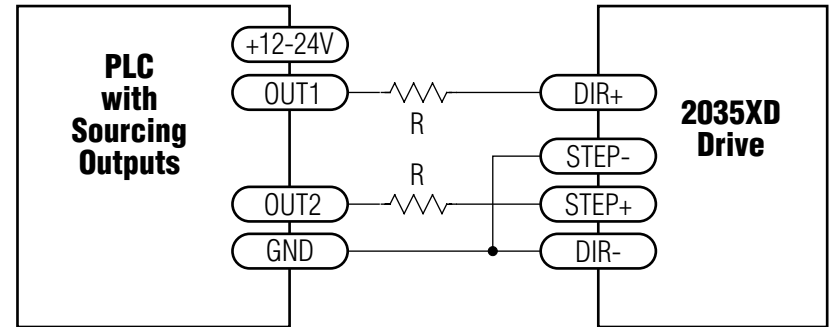 PLC
with
Sourcing
Outputs
+12-24V
OUT1
OUT2
GND
R
R
DIR+
STEP-
STEP+
DIR-
2035XD
Drive